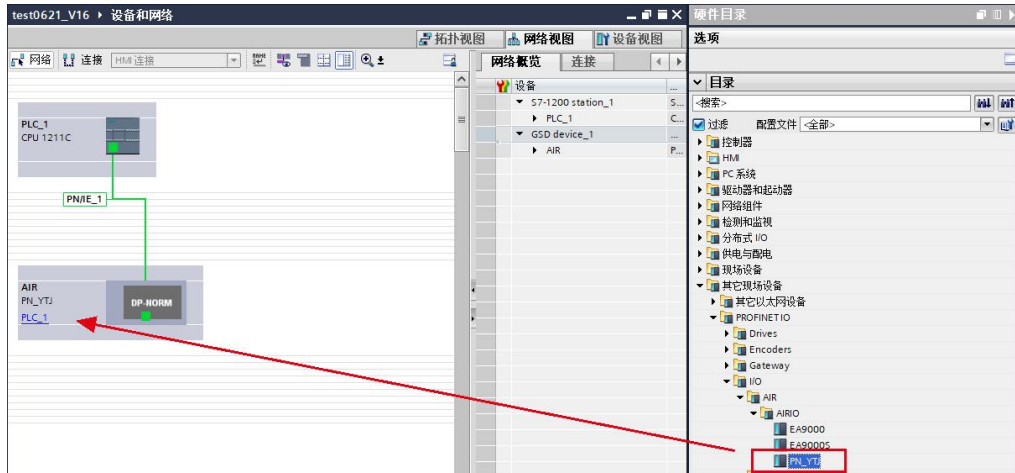 test0621_V16 ▸ 设备和网络
拓扑视图
网络视图
设备视图
网络
连接
HMI 连接
PLC_1
CPU 1211C
PN/IE_1
AIR
PN_YTJ
PLC_1
DP-NORM
网络概览
连接
设备
...
S7-1200 station_1
S...
PLC_1
C...
GSD device_1
...
AIR
P...
硬件目录
选项
目录
<搜索>
过滤
配置文件
<全部>
控制器
HMI
PC 系统
驱动器和起动器
网络组件
检测和监视
分布式 I/O
供电与配电
现场设备
其它现场设备
其它以太网设备
PROFINET IO
Drives
Encoders
Gateway
I/O
AIR
AIRIO
EA9000
EA9000S
PN_YTJ